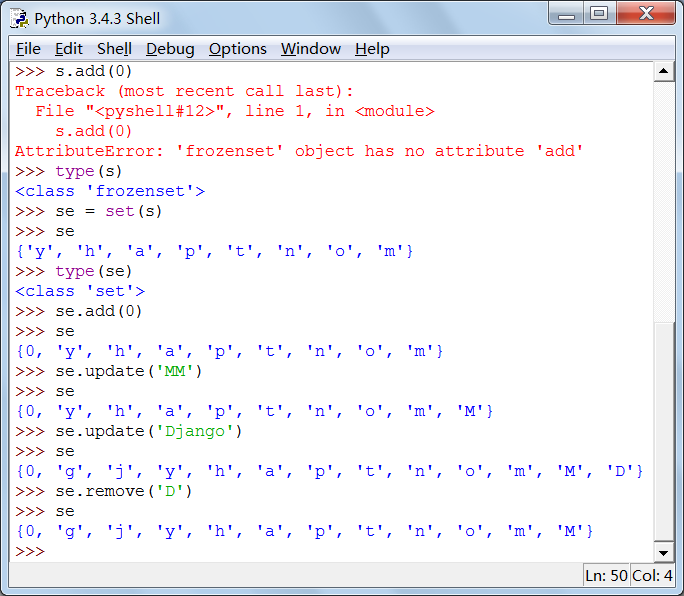 Python 3.4.3 Shell
File Edit Shell Debug Options Window Help
>>> s.add(0)
Traceback (most recent call last):
  File "<pyshell#12>", line 1, in <module>
    s.add(0)
AttributeError: 'frozenset' object has no attribute 'add'
>>> type(s)
<class 'frozenset'>
>>> se = set(s)
>>> se
{'y', 'h', 'a', 'p', 't', 'n', 'o', 'm'}
>>> type(se)
<class 'set'>
>>> se.add(0)
>>> se
{0, 'y', 'h', 'a', 'p', 't', 'n', 'o', 'm'}
>>> se.update('MM')
>>> se
{0, 'y', 'h', 'a', 'p', 't', 'n', 'o', 'm', 'M'}
>>> se.update('Django')
>>> se
{0, 'g', 'j', 'y', 'h', 'a', 'p', 't', 'n', 'o', 'm', 'M', 'D'}
>>> se.remove('D')
>>> se
{0, 'g', 'j', 'y', 'h', 'a', 'p', 't', 'n', 'o', 'm', 'M'}
>>>
Ln: 50 Col: 4